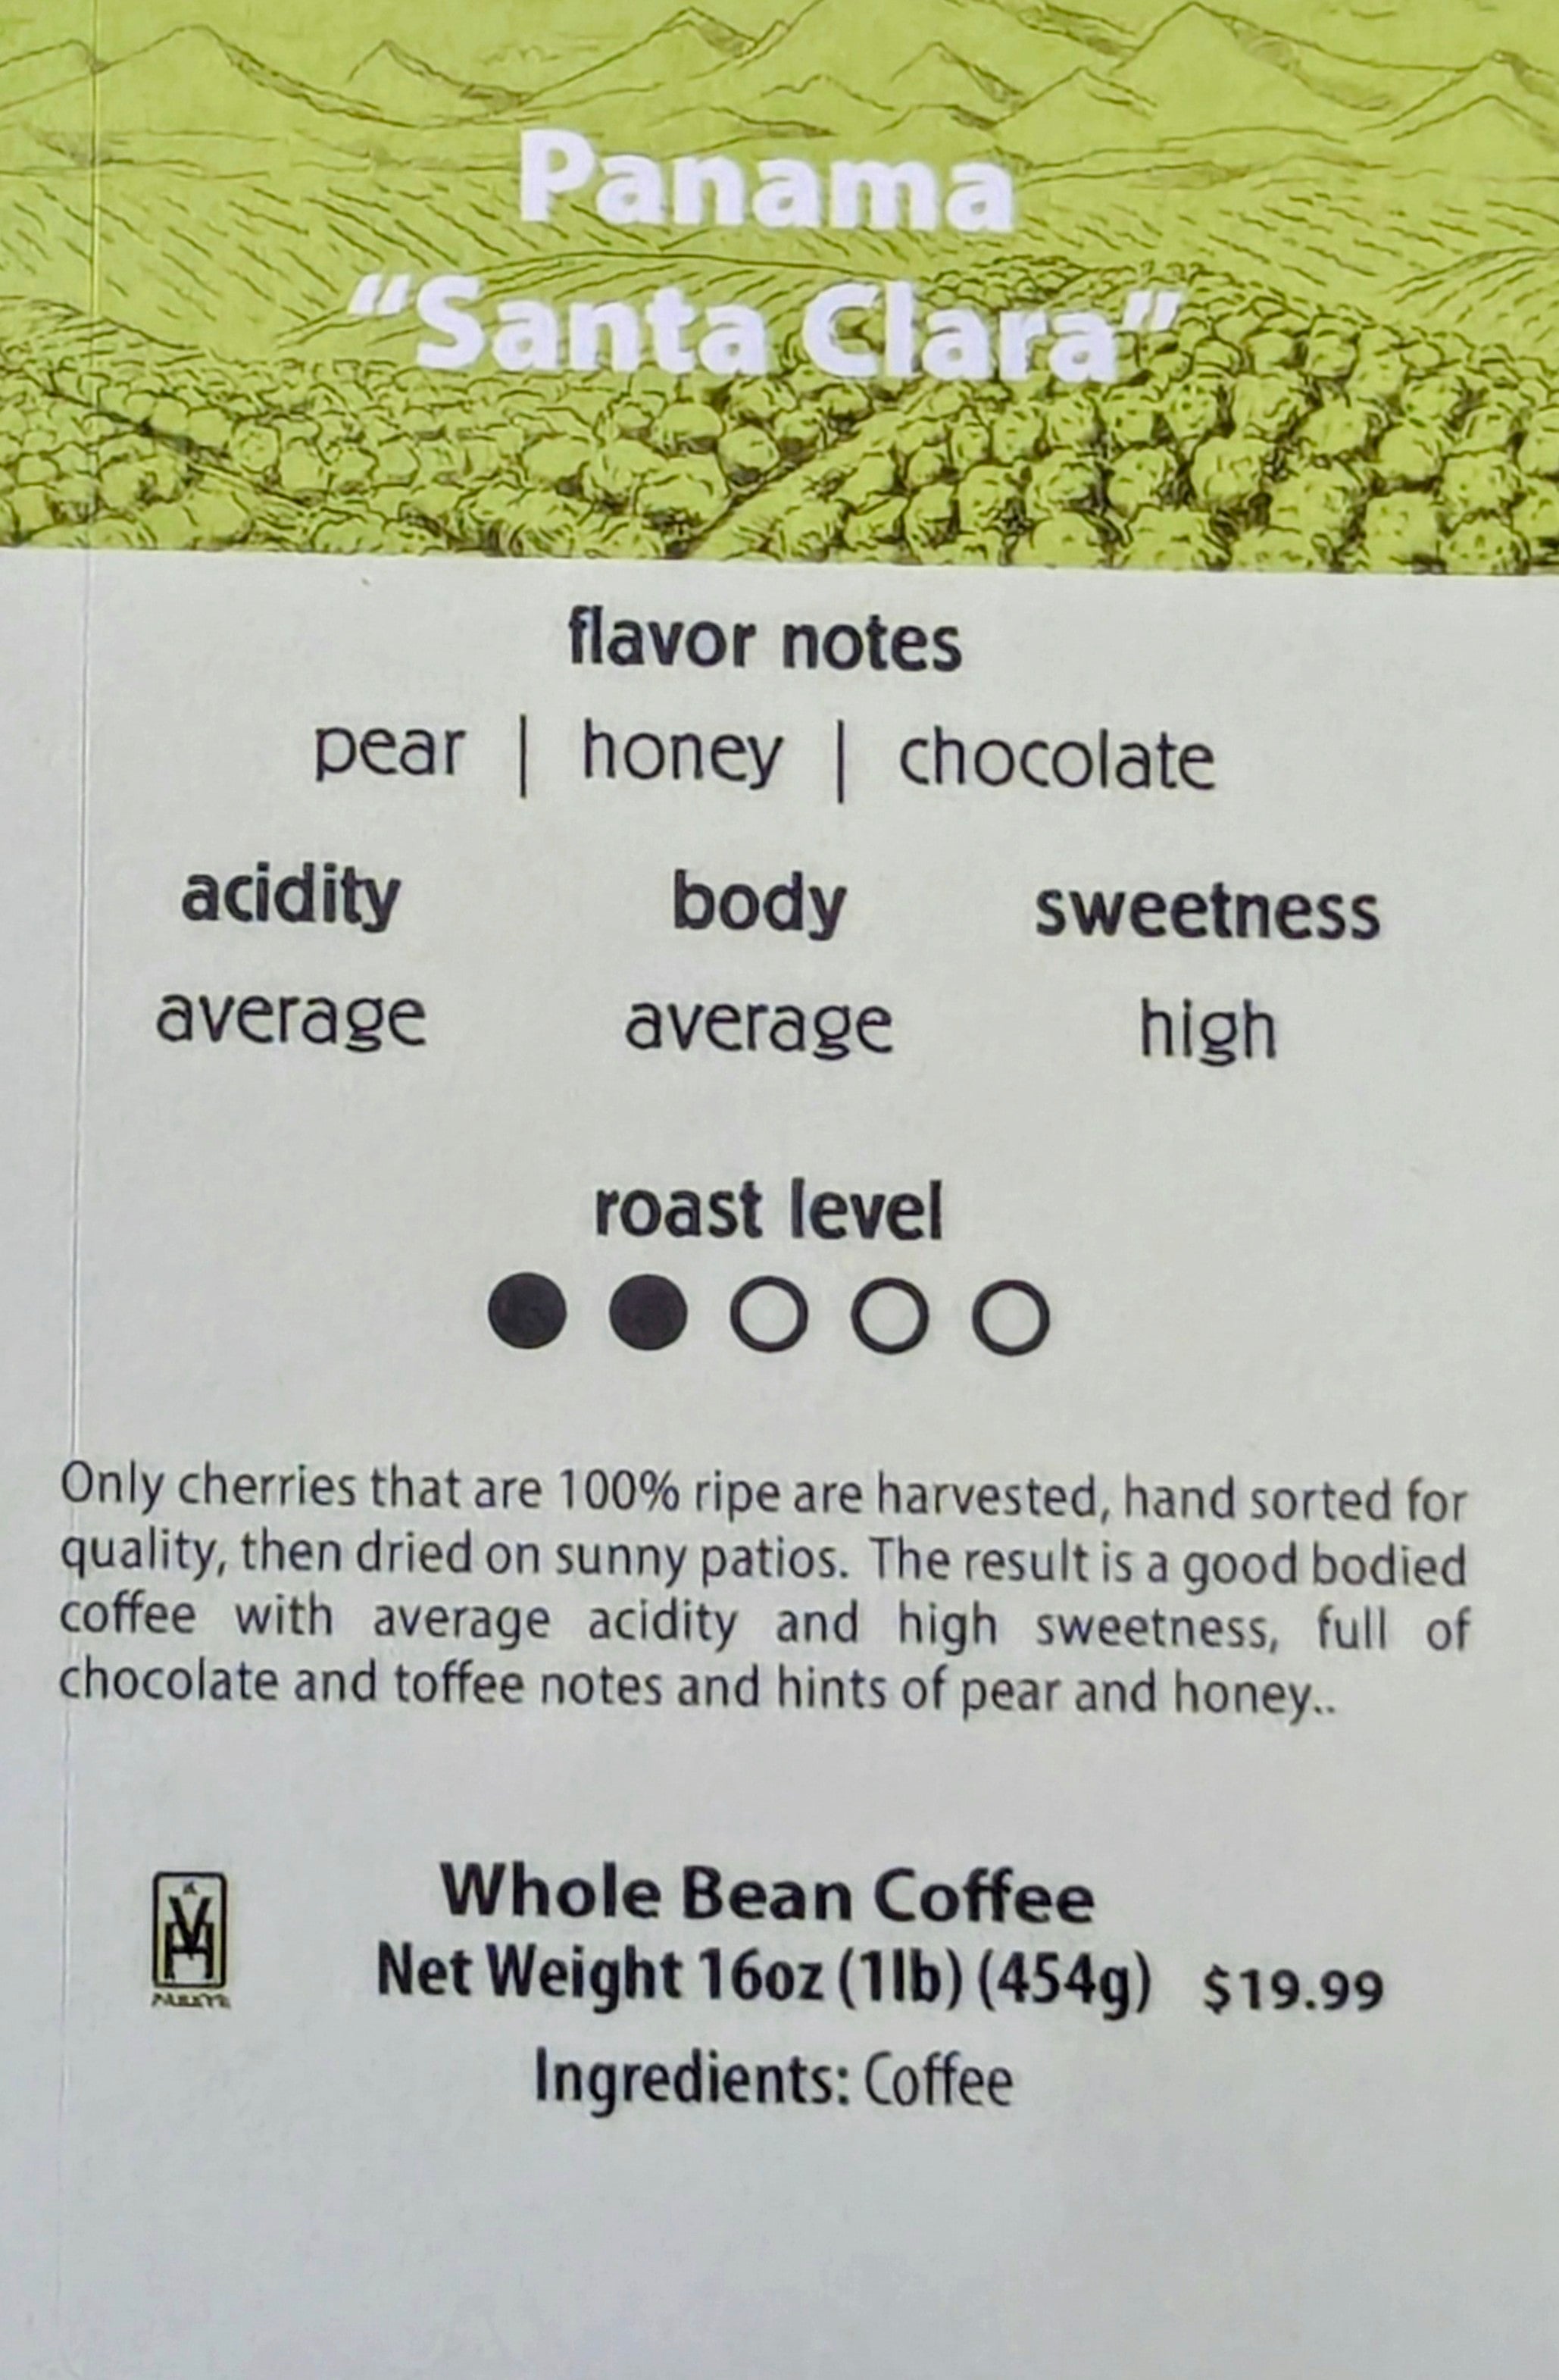 Panama
“Santa Clara”
flavor notes
pear | honey | chocolate
acidity body sweetness
average average high
roast level
Only cherries that are 100% ripe are harvested, hand sorted for
quality, then dried on sunny patios. The result is a good bodied
coffee with average acidity and high sweetness, full of
chocolate and toffee notes and hints of pear and honey..
Whole Bean Coffee
Net Weight 16oz (1lb) (454g) $19.99
Ingredients: Coffee